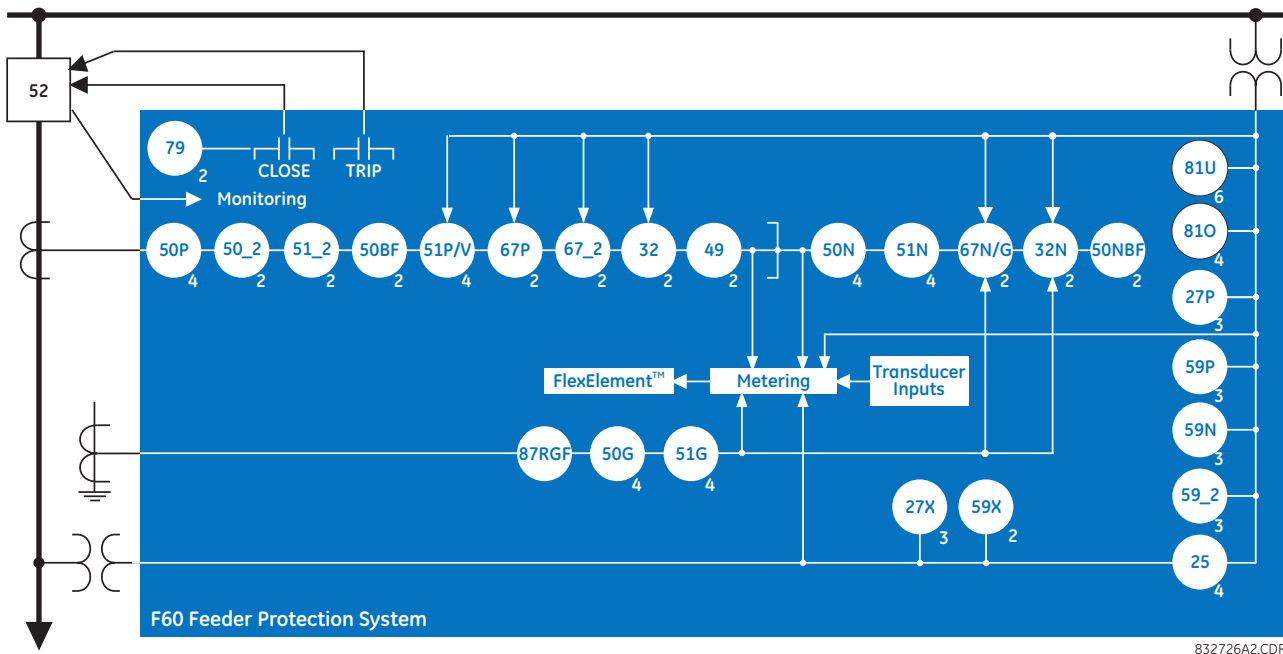 52
79
2
CLOSE
TRIP
Monitoring
81U
6
81O
4
50P
4
50_2
2
51_2
2
50BF
2
51P/V
4
67P
2
67_2
2
32
2
49
2
50N
4
51N
4
67N/G
2
32N
2
50NBF
2
27P
3
59P
3
FlexElement™
Metering
Transducer
Inputs
59N
3
87RGF
50G
4
51G
4
59_2
3
27X
3
59X
2
25
4
F60 Feeder Protection System
832726A2.CDR